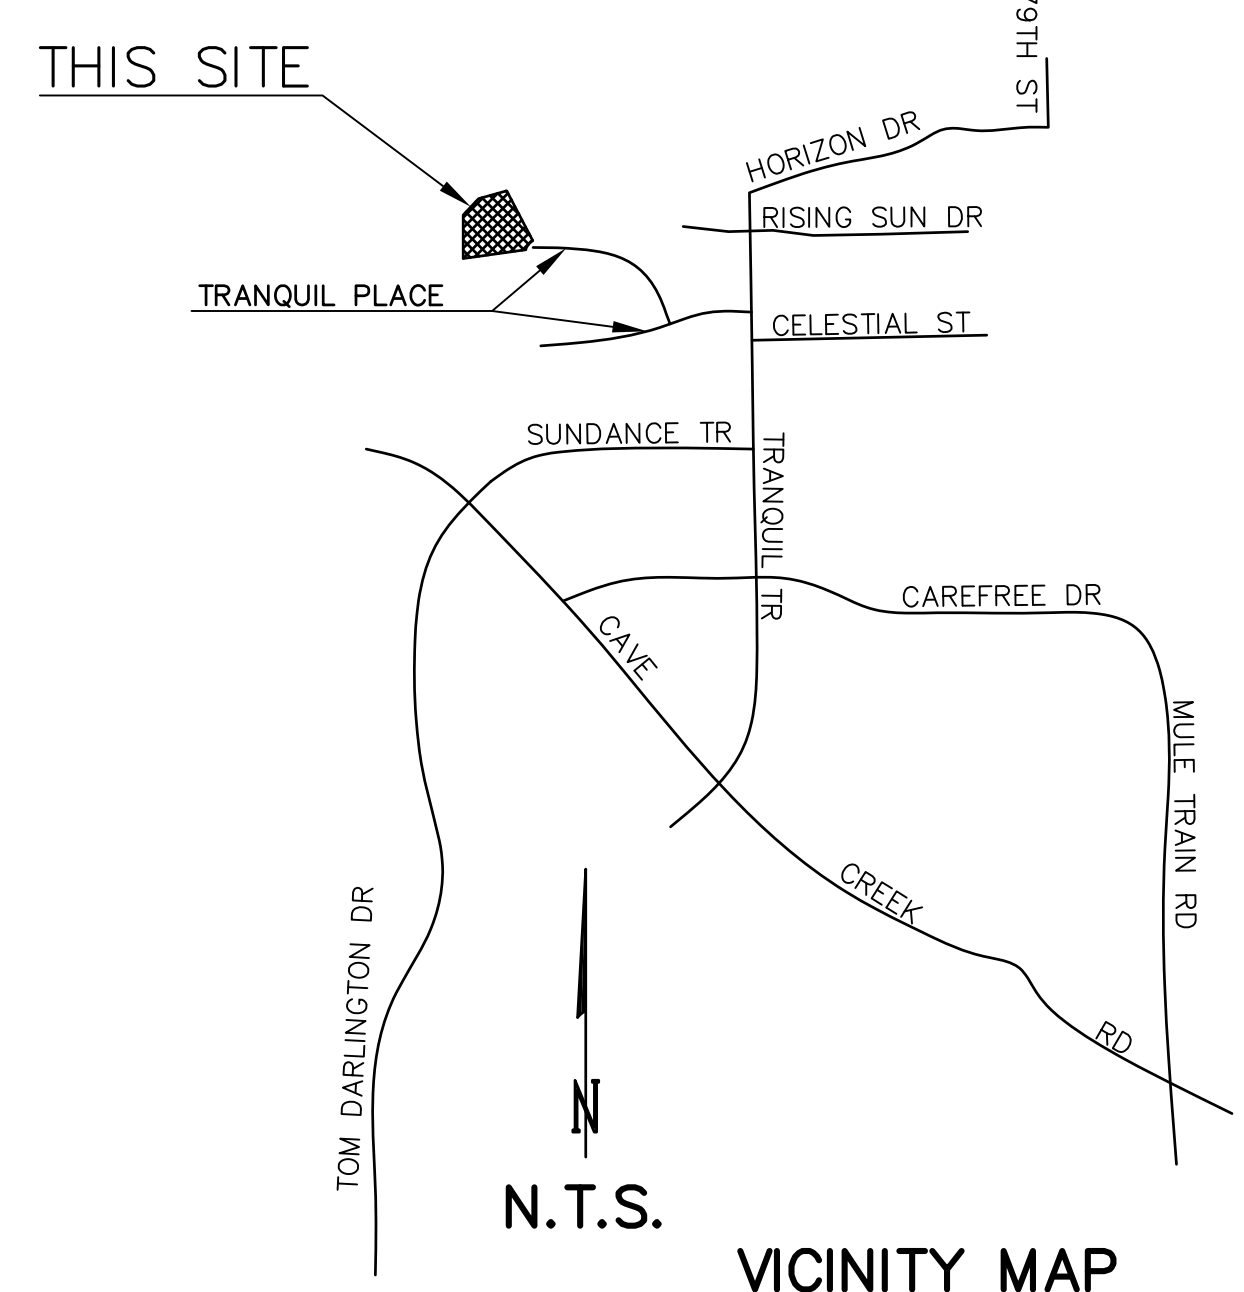 79TH ST
THIS SITE
HORIZON DR
RISING SUN DR
TRANQUIL PLACE
CELESTIAL ST
SUNDANCE TR
TRANQUIL TR
CAREFREE DR
CAVE CREEK RD
MULE TRAIN RD
TOM DARLINGTON DR
N
N.T.S.
VICINITY MAP